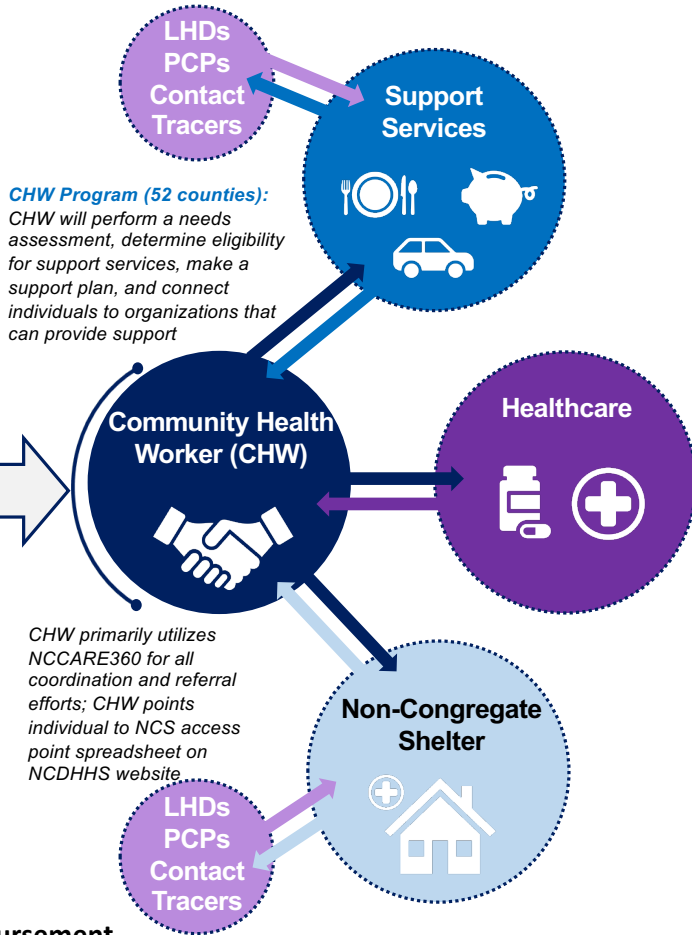 LHDs
PCPs
Contact
Tracers
Support
Services
CHW Program (52 counties):
CHW will perform a needs
assessment, determine eligibility
for support services, make a
support plan, and connect
individuals to organizations that
can provide support
Community Health
Worker (CHW)
Healthcare
CHW primarily utilizes
NCCARE360 for all
coordination and referral
efforts; CHW points
individual to NCS access
point spreadsheet on
NCDHHS website
Non-Congregate
Shelter
LHDs
PCPs
Contact
Tracers
ursement